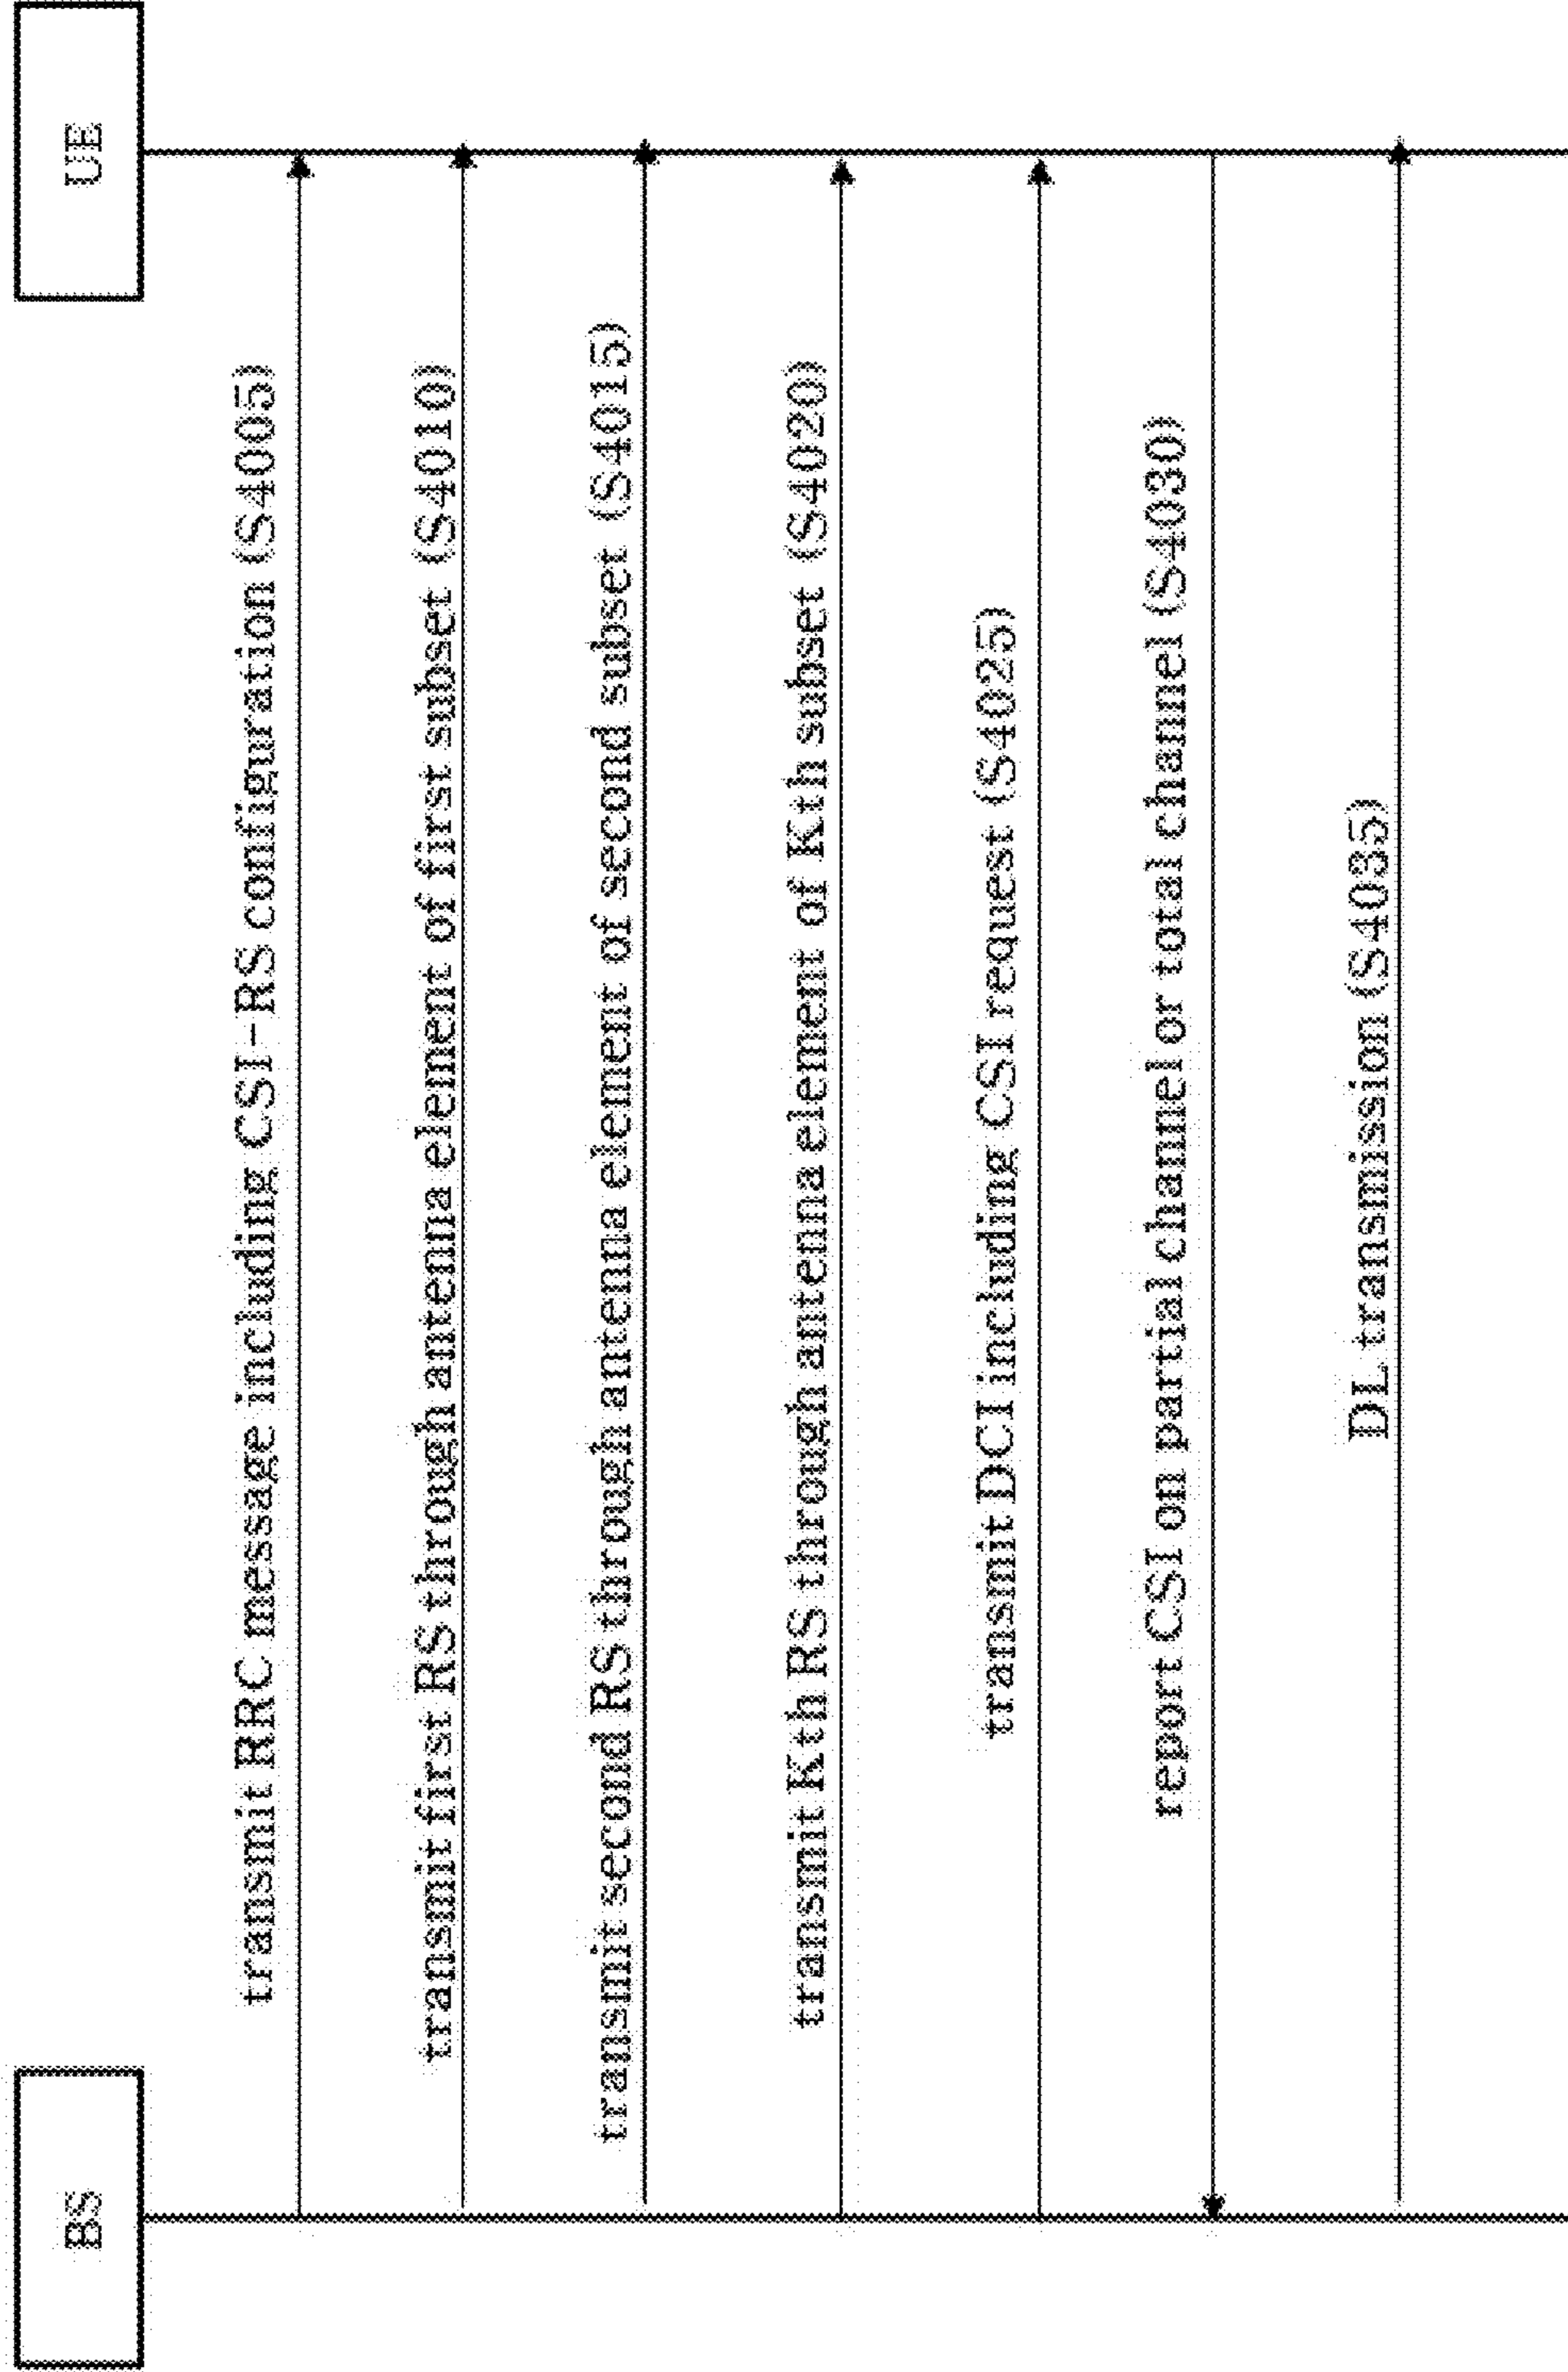 BS
UE
transmit RRC message including CSI-RS configuration (S4005)
transmit first RS through antenna element of first subset (S4010)
transmit second RS through antenna element of second subset (S4015)
transmit Kth RS through antenna element of Kth subset (S4020)
transmit DCI including CSI request (S4025)
report CSI on partial channel or total channel (S4030)
DL transmission (S4035)